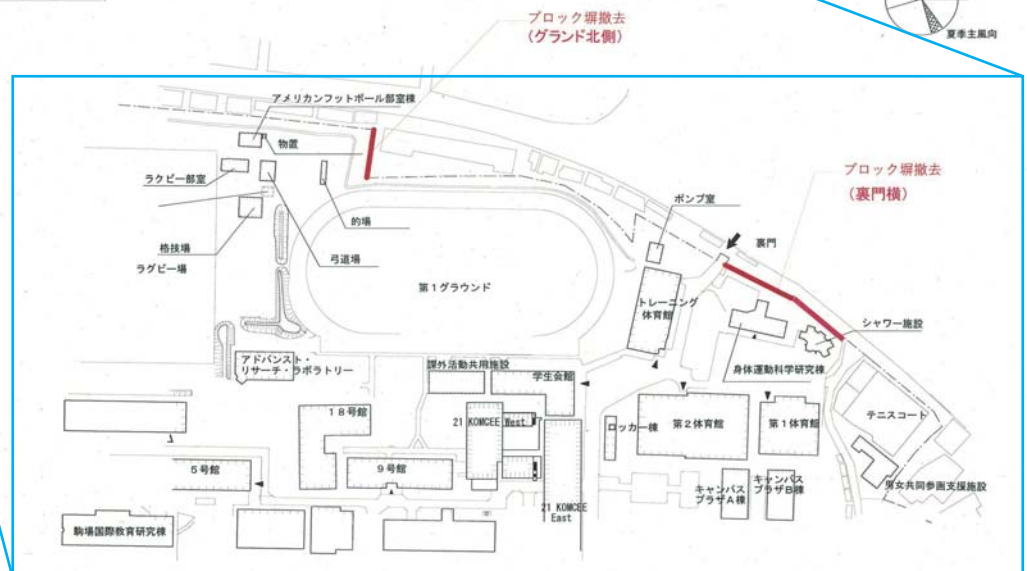 ブロック塀撤去
(グランド北側)
夏季主風向
アメリカンフットボール部室棟
物置
ラクビー部室
的場
格技場
ラグビー場
弓道場
ブロック塀撤去
(裏門横)
ポンプ室
裏門
第1グラウンド
トレーニング
体育館
シャワー施設
身体運動科学研究棟
アドバンスト・
リサーチ・ラボラトリー
課外活動共用施設
学生会館
18号館
21 KOMCEE West
ロッカー棟
第2体育館
第1体育館
テニスコート
5号館
9号館
キャンパス
プラザA棟
キャンパス
プラザB棟
男女共同参画支援施設
21 KOMCEE
East
駒場国際教育研究棟